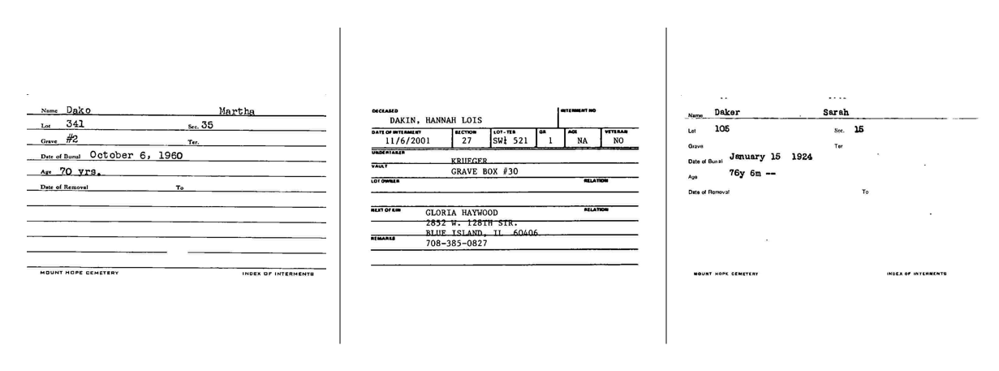 Name Dako Martha
Lot 341 Sec. 35
Grave #2 Ter.
Date of Burial October 6, 1960
Age 70 yrs.
Date of Removal To
MOUNT HOPE CEMETERY INDEX OF INTERMENTS
DECEASED INTERMENT NO
DAKIN, HANNAH LOIS
DATE OF INTERMENT SECTION LOT-TER GR AGE VETERAN
11/6/2001 27 SW¼ 521 1 NA NO
UNDERTAKER
KRUEGER
VAULT
GRAVE BOX #30
LOT OWNER RELATION
NEXT OF KIN GLORIA HAYWOOD RELATION
2852 W. 128TH STR.
BLUE ISLAND, IL 60406
REMARKS
708-385-0827
Name Daker Sarah
Lot 105 Sec. 15
Grave Ter
Date of Burial January 15 1924
Age 76y 6m --
Date of Removal To
MOUNT HOPE CEMETERY INDEX OF INTERMENTS